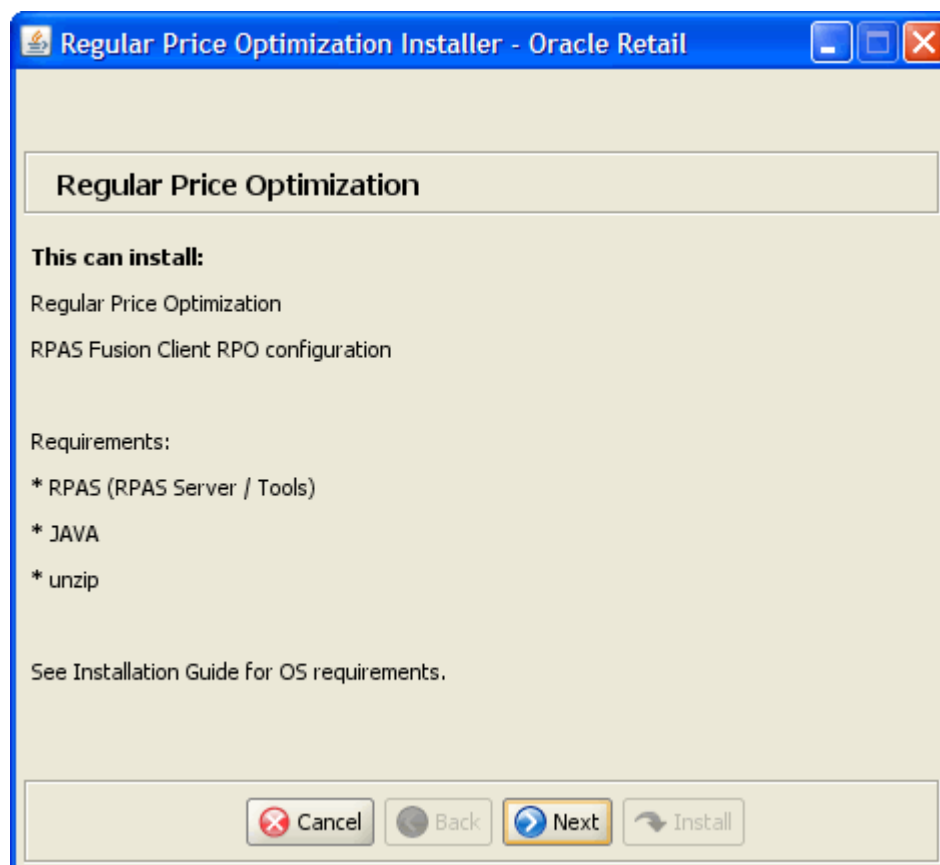 Regular Price Optimization Installer - Oracle Retail
Regular Price Optimization
This can install:
Regular Price Optimization
RPAS Fusion Client RPO configuration
Requirements:
* RPAS (RPAS Server / Tools)
* JAVA
* unzip
See Installation Guide for OS requirements.
Cancel Back Next Install